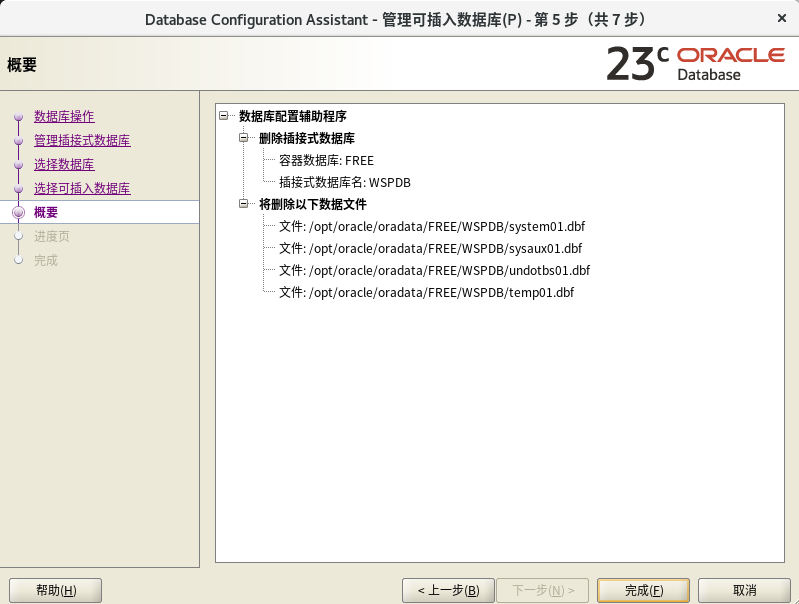 Database Configuration Assistant - 管理可插入数据库(P) - 第 5 步（共 7 步）
概要
23c ORACLE
Database
数据库操作
管理插接式数据库
选择数据库
选择可插入数据库
概要
进度页
完成
数据库配置辅助程序
删除插接式数据库
容器数据库: FREE
插接式数据库名: WSPDB
将删除以下数据文件
文件: /opt/oracle/oradata/FREE/WSPDB/system01.dbf
文件: /opt/oracle/oradata/FREE/WSPDB/sysaux01.dbf
文件: /opt/oracle/oradata/FREE/WSPDB/undotbs01.dbf
文件: /opt/oracle/oradata/FREE/WSPDB/temp01.dbf
帮助(H)
< 上一步(B)
下一步(N) >
完成(F)
取消